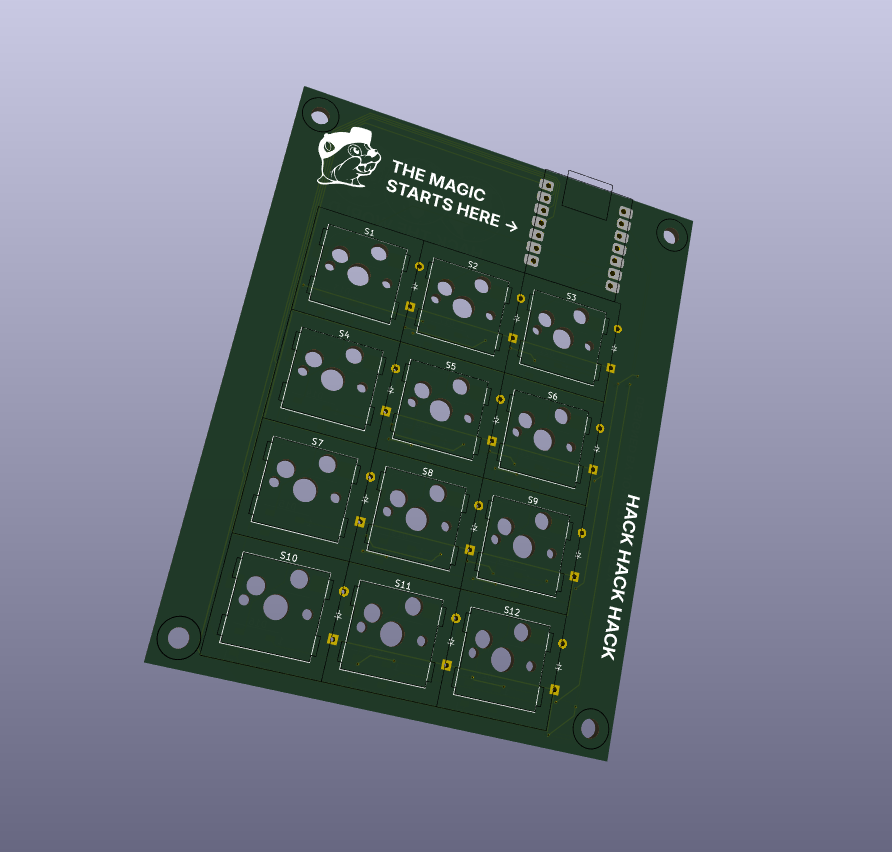 THE MAGIC
STARTS HERE →
S1
S2
S3
S4
S5
S6
S7
S8
S9
S10
S11
S12
HACK HACK HACK